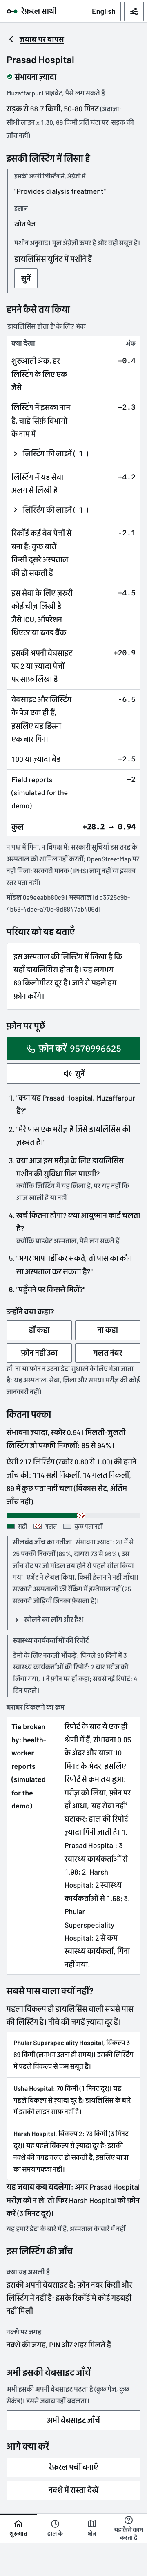 रेफ़रल साथी
English
जवाब पर वापस
Prasad Hospital
संभावना ज़्यादा
Muzaffarpur। प्राइवेट, पैसे लग सकते हैं
सड़क से 68.7 किमी, 50-80 मिनट (अंदाज़ा:
सीधी लाइन x 1.30, 69 किमी प्रति घंटा पर, सड़क की
जाँच नहीं)
इसकी लिस्टिंग में लिखा है
इसकी अपनी लिस्टिंग से, अंग्रेज़ी में
"Provides dialysis treatment"
इलाज
स्रोत पेज
मशीन अनुवाद। मूल अंग्रेज़ी ऊपर है और वही सबूत है।
डायलिसिस यूनिट में मशीनें हैं
सुनें
हमने कैसे तय किया
'डायलिसिस होता है' के लिए अंक
क्या देखा
अंक
शुरुआती अंक, हर
लिस्टिंग के लिए एक
जैसे
+0.4
लिस्टिंग में इसका नाम
है, चाहे सिर्फ़ विभागों
के नाम में
+2.3
लिस्टिंग की लाइनें ( 1 )
लिस्टिंग में यह सेवा
अलग से लिखी है
+4.2
लिस्टिंग की लाइनें ( 1 )
रिकॉर्ड कई वेब पेजों से
बना है; कुछ बातें
किसी दूसरे अस्पताल
की हो सकती हैं
-2.1
इस सेवा के लिए ज़रूरी
कोई चीज़ लिखी है,
जैसे ICU, ऑपरेशन
थिएटर या ब्लड बैंक
+4.5
इसकी अपनी वेबसाइट
पर 2 या ज़्यादा पेजों
पर साफ़ लिखा है
+20.9
वेबसाइट और लिस्टिंग
के पेज एक ही हैं,
इसलिए वह हिस्सा
एक बार गिना
-6.5
100 या ज़्यादा बेड
+2.5
Field reports
(simulated for the
demo)
+2
कुल
+28.2 → 0.94
न पक्ष में गिना, न विपक्ष में: सरकारी सूचियाँ इस तरह के
अस्पताल को शामिल नहीं करतीं; OpenStreetMap पर
नहीं मिला; सरकारी मानक (IPHS) लागू नहीं या इसका
स्तर पता नहीं।
मॉडल 0e9eeabb80c9। अस्पताल id d3725c9b-
4b58-4dae-a70c-9d8847ab406d।
परिवार को यह बताएँ
इस अस्पताल की लिस्टिंग में लिखा है कि
यहाँ डायलिसिस होता है। यह लगभग
69 किलोमीटर दूर है। जाने से पहले हम
फ़ोन करेंगे।
फ़ोन पर पूछें
फ़ोन करें 9570996625
सुनें
1. "क्या यह Prasad Hospital, Muzaffarpur
है?"
2. "मेरे पास एक मरीज़ है जिसे डायलिसिस की
ज़रूरत है।"
3. क्या आज इस मरीज़ के लिए डायलिसिस
मशीन की सुविधा मिल पाएगी?
क्योंकि लिस्टिंग में यह लिखा है, पर यह नहीं कि
आज खाली है या नहीं
4. खर्च कितना होगा? क्या आयुष्मान कार्ड चलता
है?
क्योंकि प्राइवेट अस्पताल, पैसे लग सकते हैं
5. "अगर आप नहीं कर सकते, तो पास का कौन
सा अस्पताल कर सकता है?"
6. "पहुँचने पर किससे मिलें?"
उन्होंने क्या कहा?
हाँ कहा
ना कहा
फ़ोन नहीं उठा
गलत नंबर
हाँ, ना या फ़ोन न उठना डेटा सुधारने के लिए भेजा जाता
है: यह अस्पताल, सेवा, ज़िला और समय। मरीज़ की कोई
जानकारी नहीं।
कितना पक्का
संभावना ज़्यादा, स्कोर 0.94। मिलती-जुलती
लिस्टिंग जो पक्की निकलीं: 85 से 94%।
ऐसी 217 लिस्टिंग (स्कोर 0.80 से 1.00) की हमने
जाँच की: 114 सही निकलीं, 14 गलत निकलीं,
89 में कुछ पता नहीं चला (विकास सेट, अंतिम
जाँच नहीं).
सही
गलत
कुछ पता नहीं
सीलबंद जाँच का नतीजा: संभावना ज़्यादा: 28 में से
25 पक्की निकलीं (89%, दायरा 73 से 96%), उस
जाँच सेट पर जो मॉडल तय होने से पहले सील किया
गया; एजेंट ने लेबल किया, किसी इंसान ने नहीं जाँचा।
सरकारी अस्पतालों की रैंकिंग में इस्तेमाल नहीं (25
सरकारी जोड़ियाँ जिनका फ़ैसला है)।
खोलने का लॉग और हैश
स्वास्थ्य कार्यकर्ताओं की रिपोर्ट
डेमो के लिए नकली आँकड़े: पिछले 90 दिनों में 3
स्वास्थ्य कार्यकर्ताओं की रिपोर्ट: 2 बार मरीज़ को
लिया गया, 1 ने फ़ोन पर हाँ कहा; सबसे नई रिपोर्ट: 4
दिन पहले।
बराबर विकल्पों का क्रम
Tie broken
by: health-
worker
reports
(simulated
for the
demo)
रिपोर्ट के बाद ये एक ही
श्रेणी में हैं, संभावना 0.05
के अंदर और यात्रा 10
मिनट के अंदर, इसलिए
रिपोर्ट से क्रम तय हुआ:
मरीज़ को लिया, फ़ोन पर
हाँ आधा, 'यह सेवा नहीं'
घटाकर; हाल की रिपोर्ट
ज़्यादा गिनी जाती है। 1.
Prasad Hospital: 3
स्वास्थ्य कार्यकर्ताओं से
1.98; 2. Harsh
Hospital: 2 स्वास्थ्य
कार्यकर्ताओं से 1.68; 3.
Phular
Superspeciality
Hospital: 2 से कम
स्वास्थ्य कार्यकर्ता, गिना
नहीं गया.
सबसे पास वाला क्यों नहीं?
पहला विकल्प ही डायलिसिस वाली सबसे पास
की लिस्टिंग है। नीचे की जगहें ज़्यादा दूर हैं।
Phular Superspeciality Hospital, विकल्प 3:
69 किमी (लगभग उतना ही समय)। इसकी लिस्टिंग
में पहले विकल्प से कम सबूत है।
Usha Hospital: 70 किमी (1 मिनट दूर)। यह
पहले विकल्प से ज़्यादा दूर है; डायलिसिस के बारे
में इसकी लाइन साफ़ नहीं है।
Harsh Hospital, विकल्प 2: 73 किमी (3 मिनट
दूर)। यह पहले विकल्प से ज़्यादा दूर है; इसकी
नक्शे की जगह गलत हो सकती है, इसलिए यात्रा
का समय पक्का नहीं।
यह जवाब कब बदलेगा: अगर Prasad Hospital
मरीज़ को न ले, तो फिर Harsh Hospital को फ़ोन
करें (3 मिनट दूर)।
यह हमारे डेटा के बारे में है, अस्पताल के बारे में नहीं।
इस लिस्टिंग की जाँच
क्या यह असली है
इसकी अपनी वेबसाइट है; फ़ोन नंबर किसी और
लिस्टिंग में नहीं है; इसके रिकॉर्ड में कोई गड़बड़ी
नहीं मिली
नक्शे पर जगह
नक्शे की जगह, PIN और शहर मिलते हैं
अभी इसकी वेबसाइट जाँचें
अभी इसकी अपनी वेबसाइट पढ़ता है (कुछ पेज, कुछ
सेकंड)। इससे जवाब नहीं बदलता।
अभी वेबसाइट जाँचें
आगे क्या करें
रेफ़रल पर्ची बनाएँ
नक्शे में रास्ता देखें
शुरुआत
हाल के
क्षेत्र
यह कैसे काम
करता है